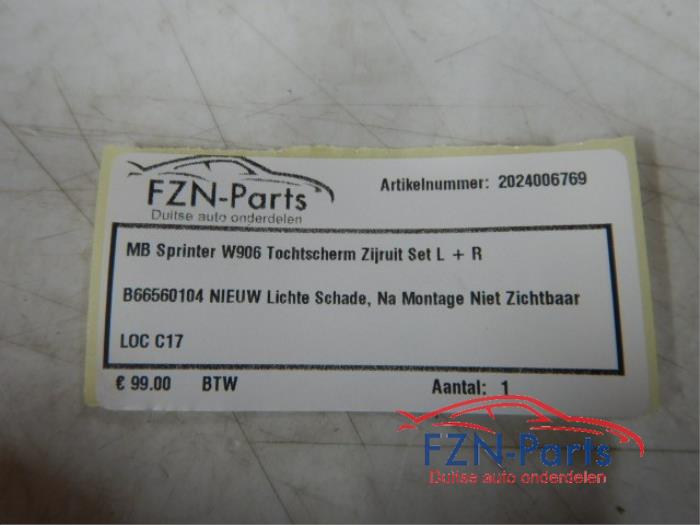 FZN-Parts
Duitse auto onderdelen
Artikelnummer: 2024006769
MB Sprinter W906 Tochtscherm Zijruit Set L + R
B66560104 NIEUW Lichte Schade, Na Montage Niet Zichtbaar
LOC C17
€ 99.00 BTW Aantal: 1
FZN-Parts
Duitse auto onderdelen